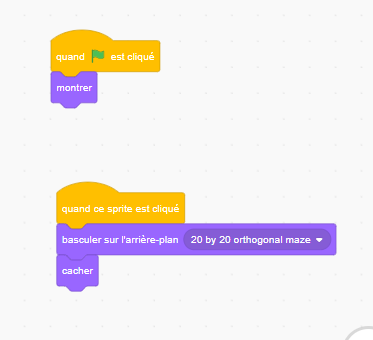 quand est cliqué
montrer
quand ce sprite est cliqué
basculer sur l'arrière-plan 20 by 20 orthogonal maze
cacher